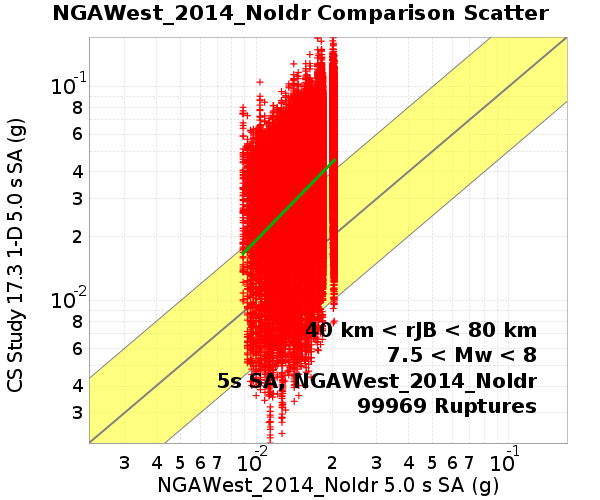 NGAWest_2014_NoIdr Comparison Scatter
CS Study 17.3 1-D 5.0 s SA (g)
10-1
8
6
4
3
2
10-2
8
6
4
3
40 km < rJB < 80 km
7.5 < Mw < 8
5s SA, NGAWest_2014_NoIdr
99969 Ruptures
3 4 5 6 7 10-2 2 3 4 5 6 7 10-1
NGAWest_2014_NoIdr 5.0 s SA (g)